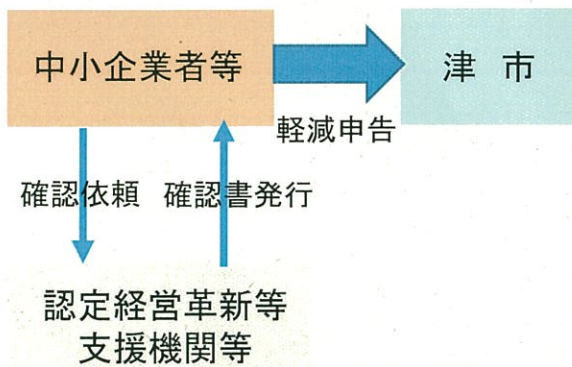 中小企業者等
津 市
軽減申告
確認依頼
確認書発行
認定経営革新等
支援機関等